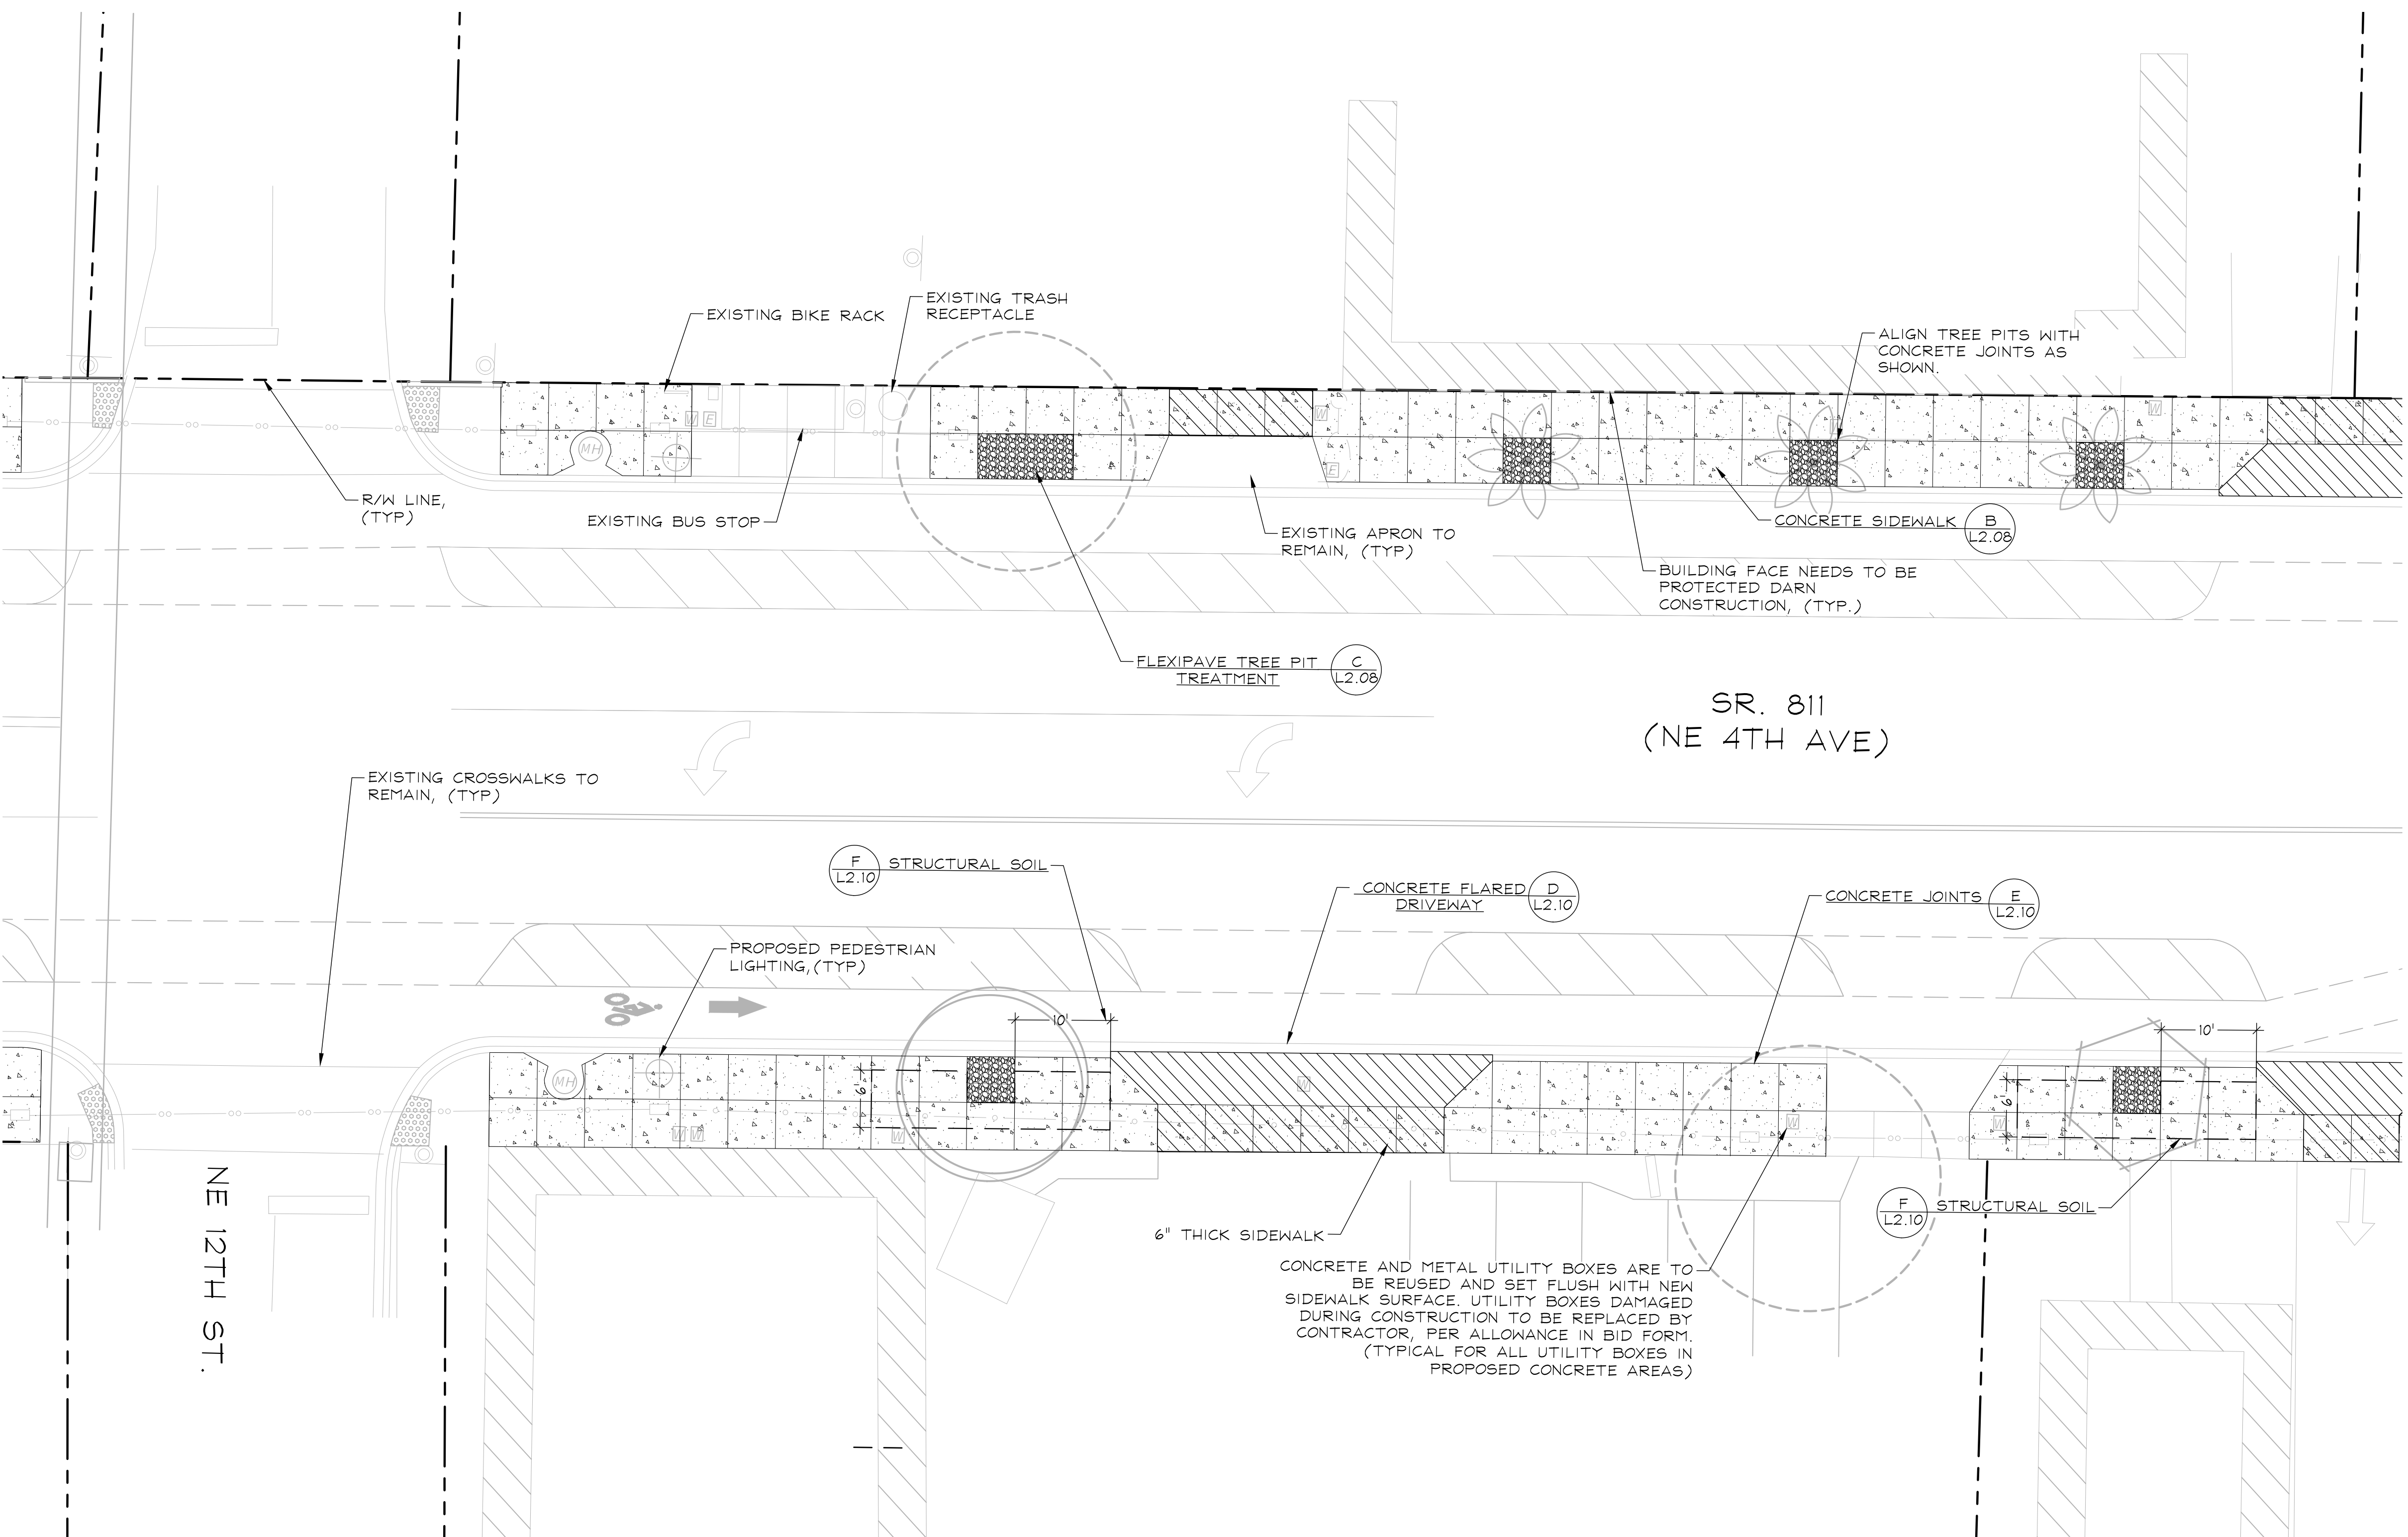 EXISTING TRASH
RECEPTACLE
EXISTING BIKE RACK
ALIGN TREE PITS WITH
CONCRETE JOINTS AS
SHOWN.
W E
W
W
MH
E
R/W LINE,
(TYP)
EXISTING BUS STOP
EXISTING APRON TO
REMAIN, (TYP)
CONCRETE SIDEWALK
B
L2.08
BUILDING FACE NEEDS TO BE
PROTECTED DARN
CONSTRUCTION, (TYP.)
FLEXIPAVE TREE PIT
TREATMENT
C
L2.08
SR. 811
(NE 4TH AVE)
EXISTING CROSSWALKS TO
REMAIN, (TYP)
F
L2.10
STRUCTURAL SOIL
CONCRETE FLARED
DRIVEWAY
D
L2.10
CONCRETE JOINTS
E
L2.10
PROPOSED PEDESTRIAN
LIGHTING,(TYP)
10'
10'
MH
6'
W
6'
W W
W
W
W
NE 12TH ST.
6" THICK SIDEWALK
F
L2.10
STRUCTURAL SOIL
CONCRETE AND METAL UTILITY BOXES ARE TO
BE REUSED AND SET FLUSH WITH NEW
SIDEWALK SURFACE. UTILITY BOXES DAMAGED
DURING CONSTRUCTION TO BE REPLACED BY
CONTRACTOR, PER ALLOWANCE IN BID FORM.
(TYPICAL FOR ALL UTILITY BOXES IN
PROPOSED CONCRETE AREAS)